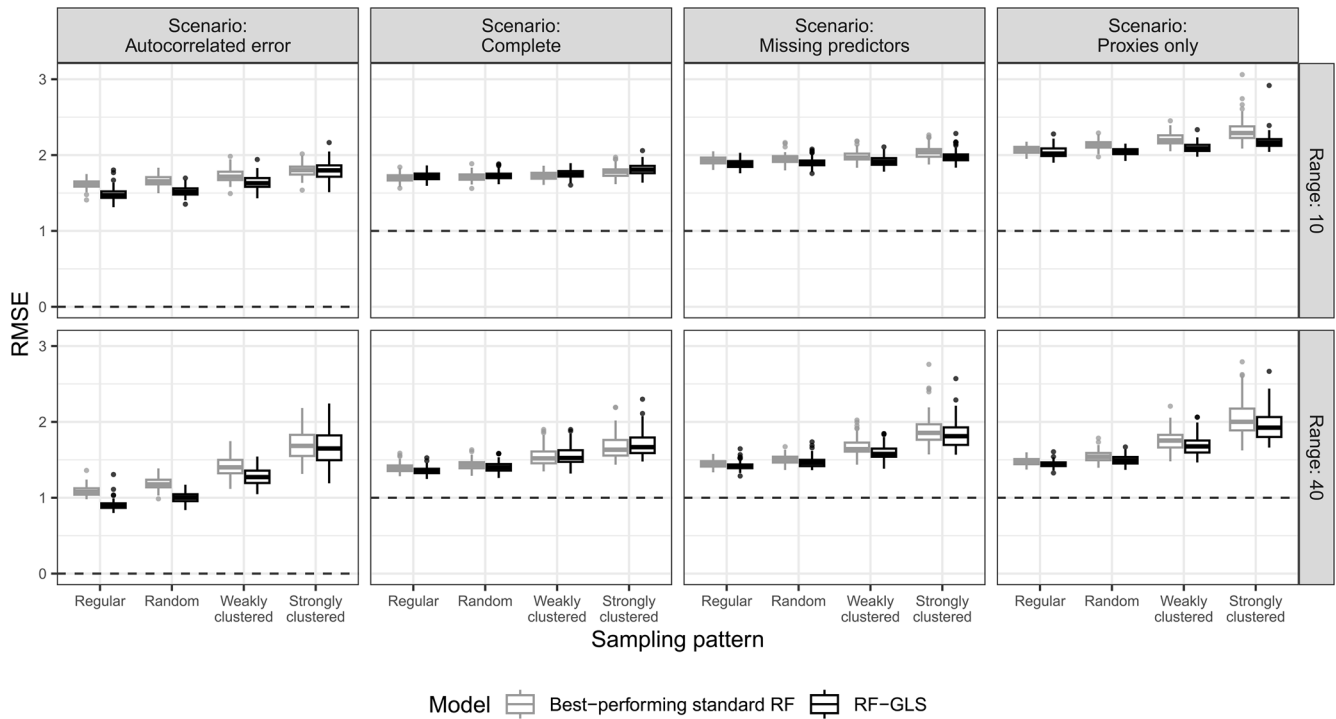 Scenario:
Autocorrelated error
Scenario:
Complete
Scenario:
Missing predictors
Scenario:
Proxies only
3
2
1
0
Range: 10
RMSE
3
2
1
0
Range: 40
Regular
Random
Weakly
clustered
Strongly
clustered
Regular
Random
Weakly
clustered
Strongly
clustered
Regular
Random
Weakly
clustered
Strongly
clustered
Regular
Random
Weakly
clustered
Strongly
clustered
Sampling pattern
Model Best−performing standard RF RF−GLS